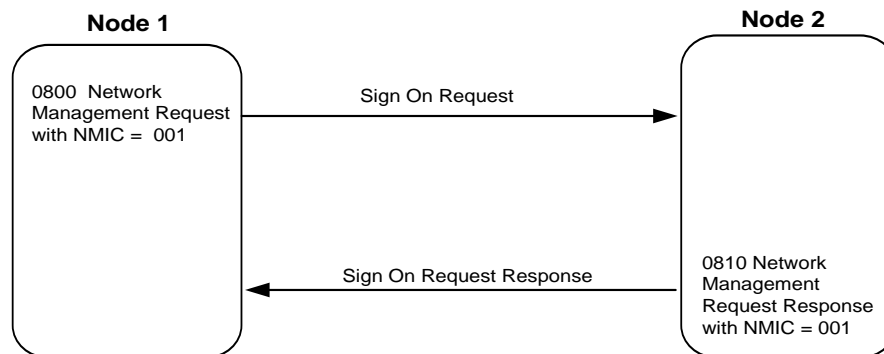 Node 1
Node 2
0800 Network
Management Request
with NMIC = 001
Sign On Request
Sign On Request Response
0810 Network
Management
Request Response
with NMIC = 001